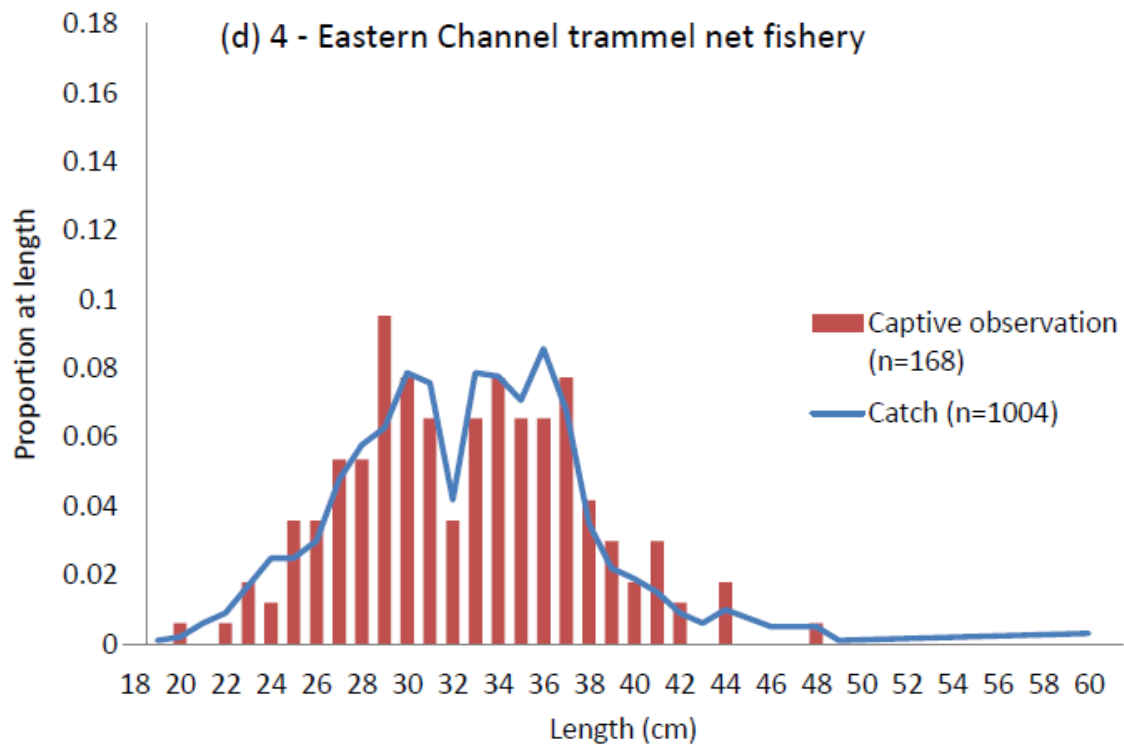 (d) 4 - Eastern Channel trammel net fishery
0.18
0.16
0.14
0.12
0.1
0.08
0.06
0.04
0.02
0
Proportion at length
Captive observation
(n=168)
Catch (n=1004)
18 20 22 24 26 28 30 32 34 36 38 40 42 44 46 48 50 52 54 56 58 60
Length (cm)